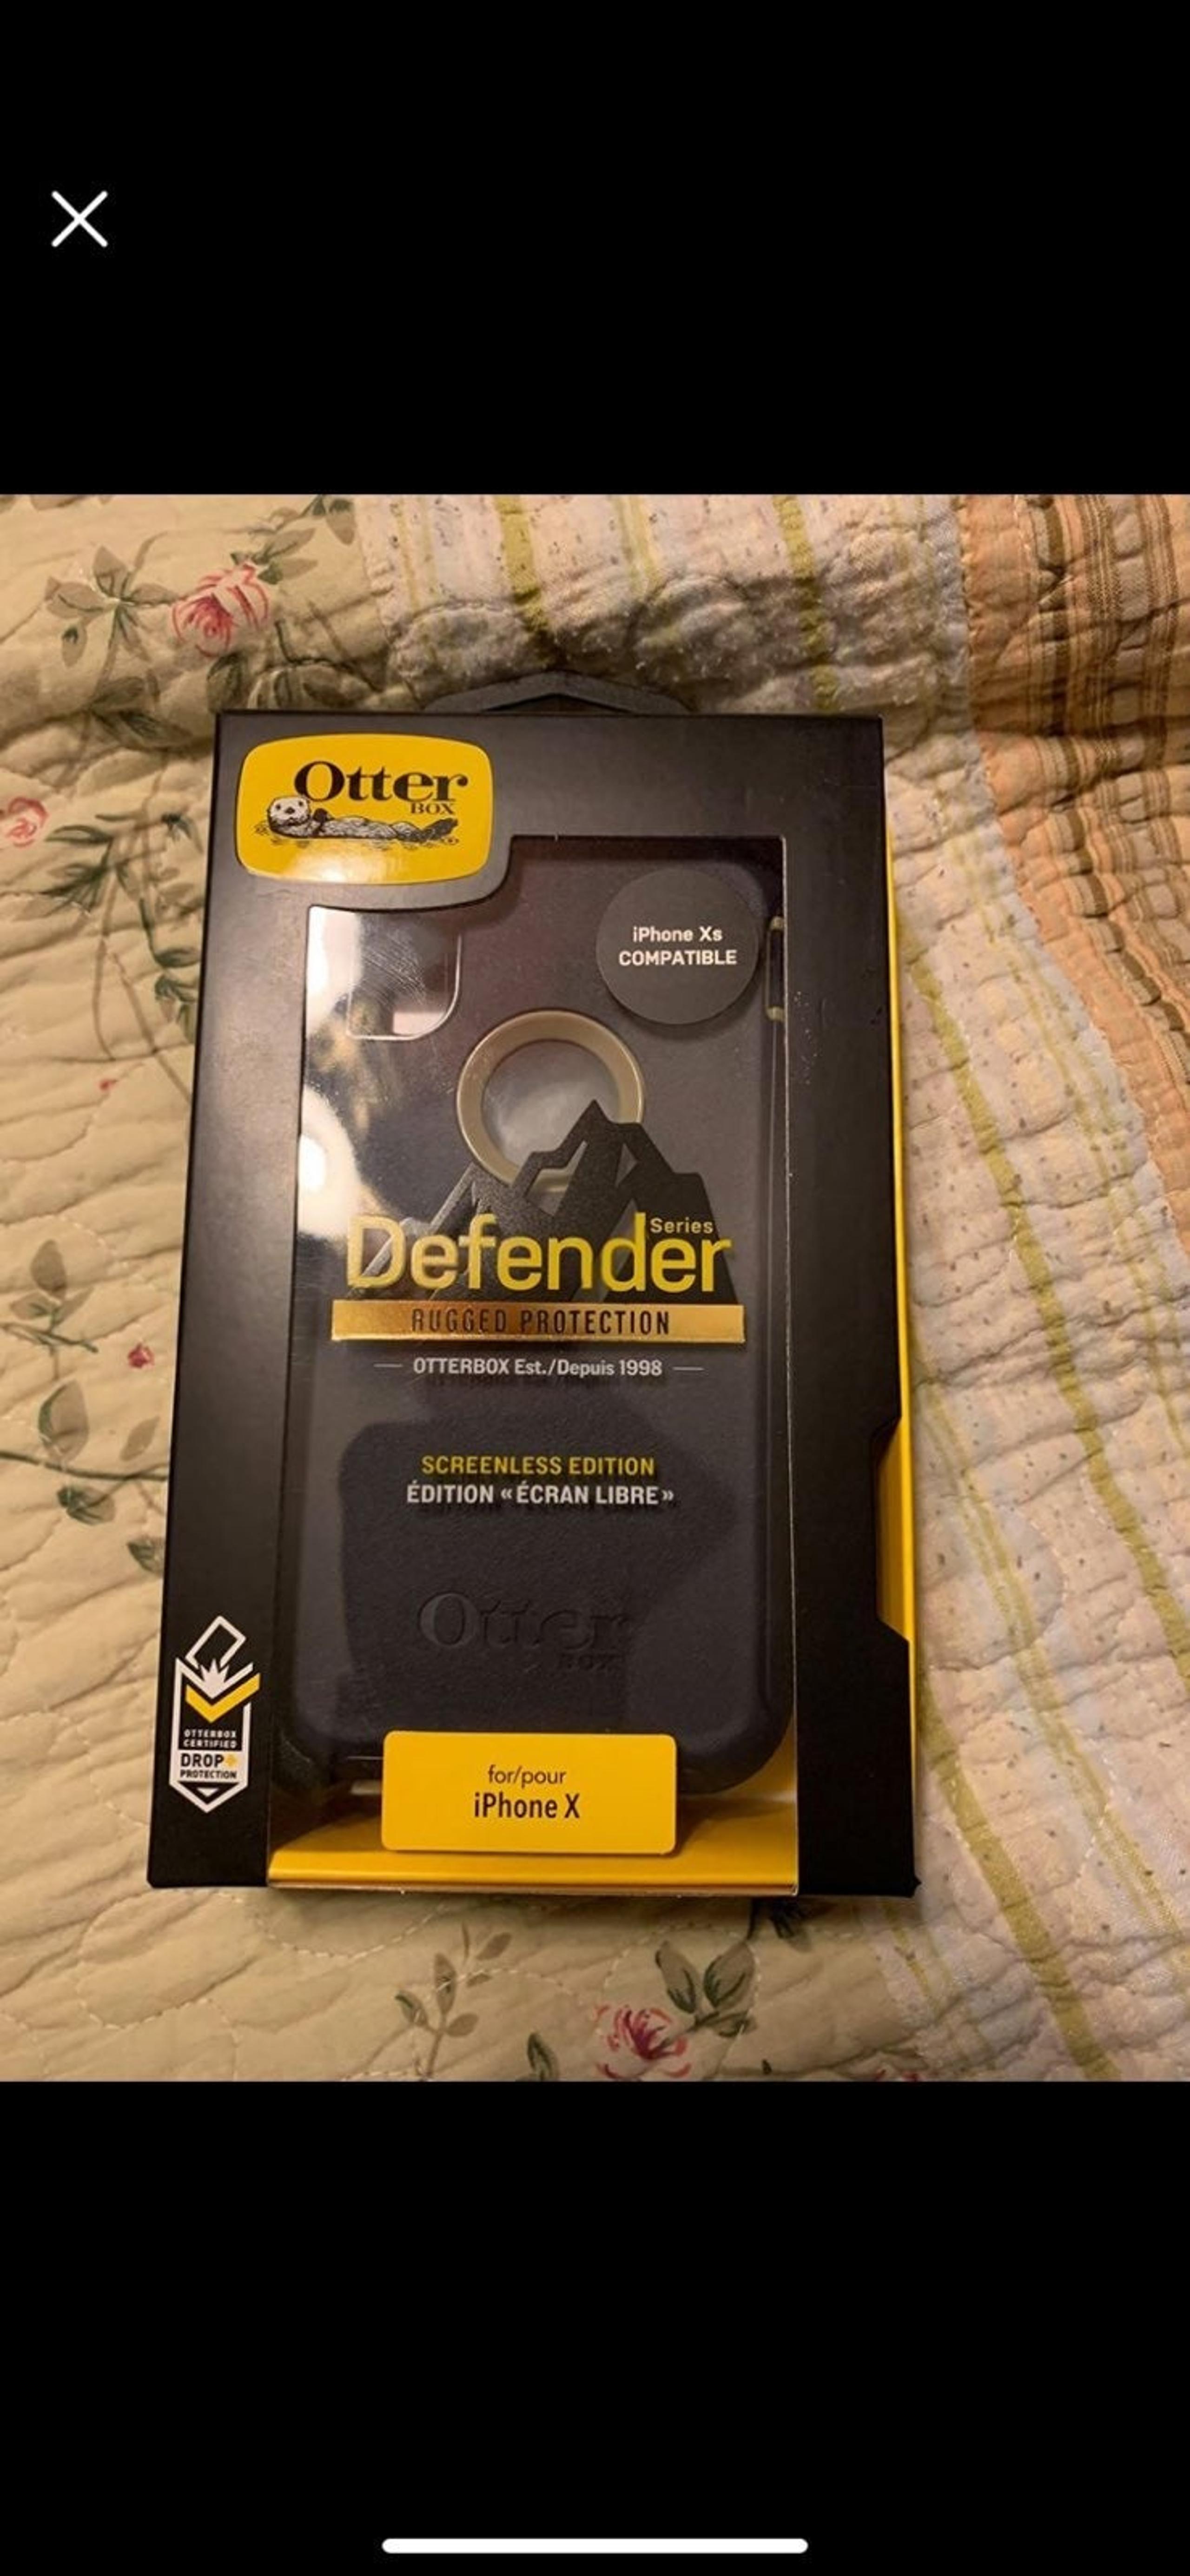 Otter
BOX
iPhone Xs
COMPATIBLE
Series
Defender
RUGGED PROTECTION
OTTERBOX Est./Depuis 1998
SCREENLESS EDITION
ÉDITION « ÉCRAN LIBRE »
Otter
BOX
OTTERBOX
CERTIFIED
DROP+
PROTECTION
for/pour
iPhone X